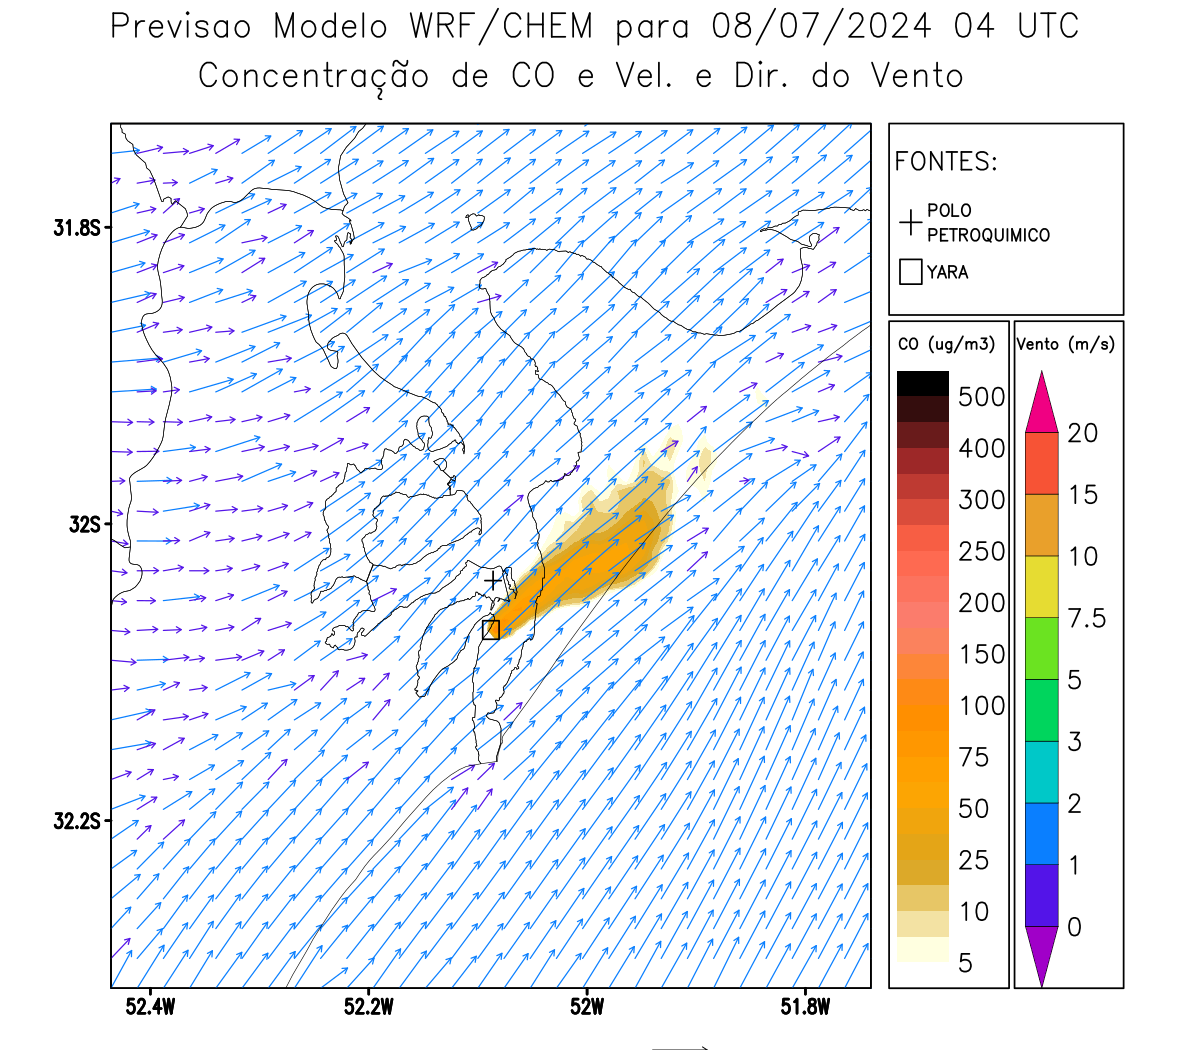 Previsao Modelo WRF/CHEM para 08/07/2024 04 UTC
Concentração de CO e Vel. e Dir. do Vento
FONTES:
POLO
PETROQUIMICO
YARA
31.8S
32S
32.2S
52.4W
52.2W
52W
51.8W
CO (ug/m3)
500
400
300
250
200
150
100
75
50
25
10
5
Vento (m/s)
20
15
10
7.5
5
3
2
1
0